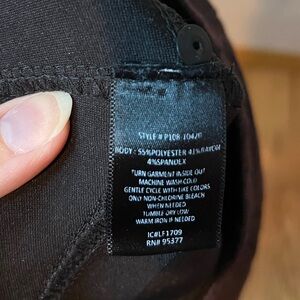 STYLE # P108-1042P
BODY: 55%POLYESTER 41%RAYON
4%SPANDEX
TURN GARMENT INSIDE OUT
MACHINE WASH COLD
GENTLE CYCLE WITH LIKE COLORS
ONLY NON-CHLORINE BLEACH
WHEN NEEDED
TUMBLE DRY LOW
WARM IRON IF NEEDED
IC#LF1709
RN# 95377